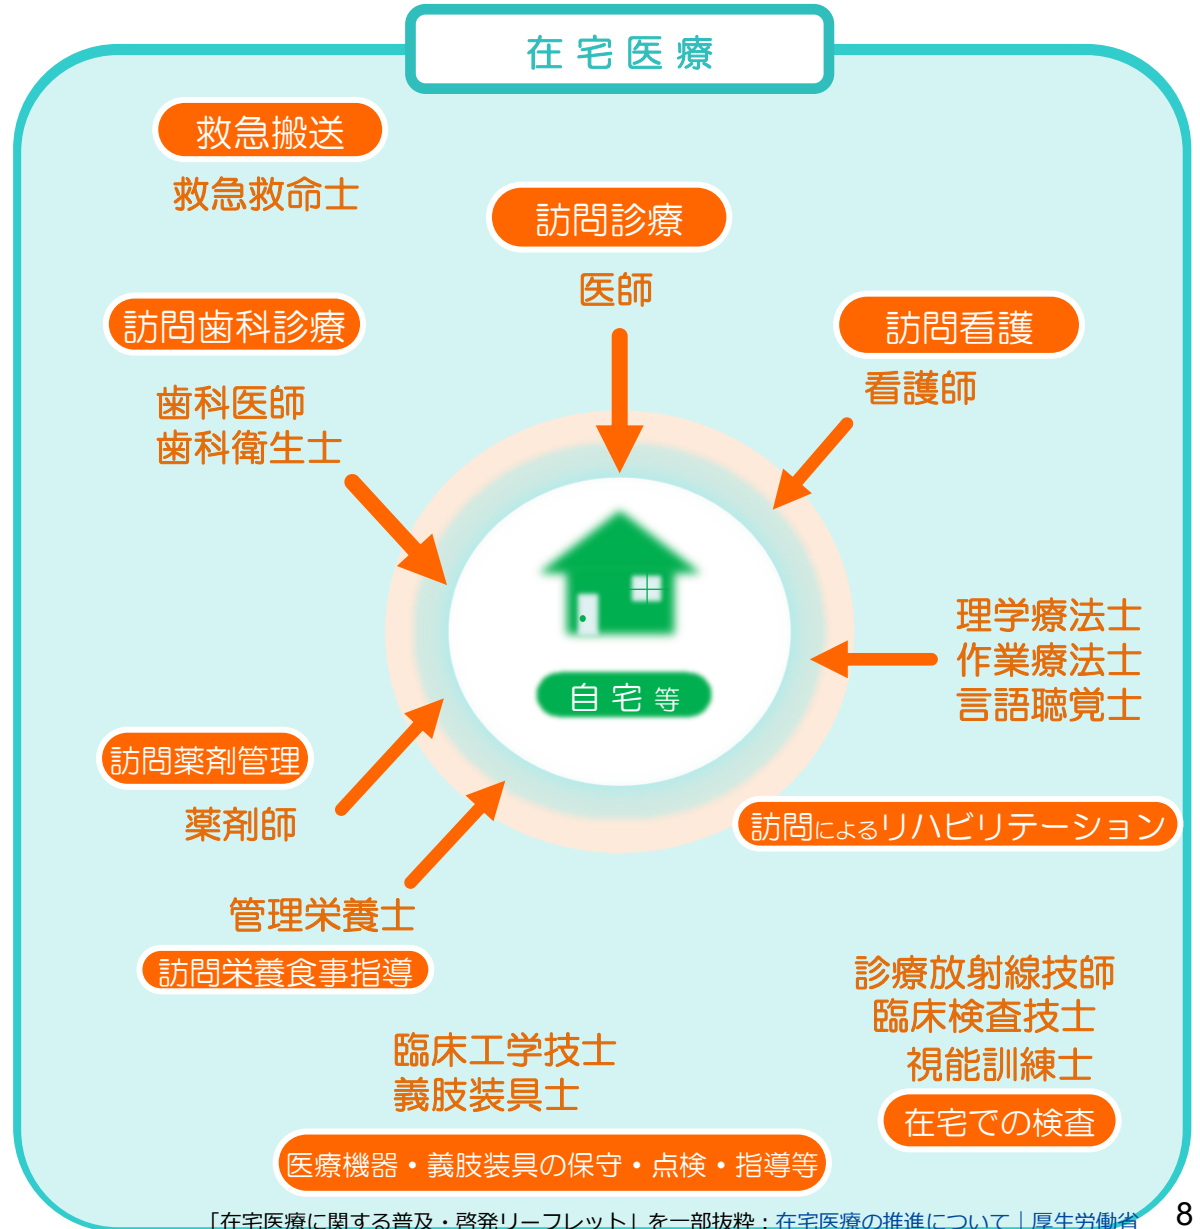 在宅医療
救急搬送
救急救命士
訪問診療
医師
訪問歯科診療
歯科医師
歯科衛生士
訪問看護
看護師
自宅等
理学療法士
作業療法士
言語聴覚士
訪問によるリハビリテーション
訪問薬剤管理
薬剤師
管理栄養士
訪問栄養食事指導
診療放射線技師
臨床検査技士
視能訓練士
在宅での検査
臨床工学技士
義肢装具士
医療機器・義肢装具の保守・点検・指導等
「在宅医療に関する普及・啓発リーフレット」を一部抜粋：在宅医療の推進について｜厚生労働省
8